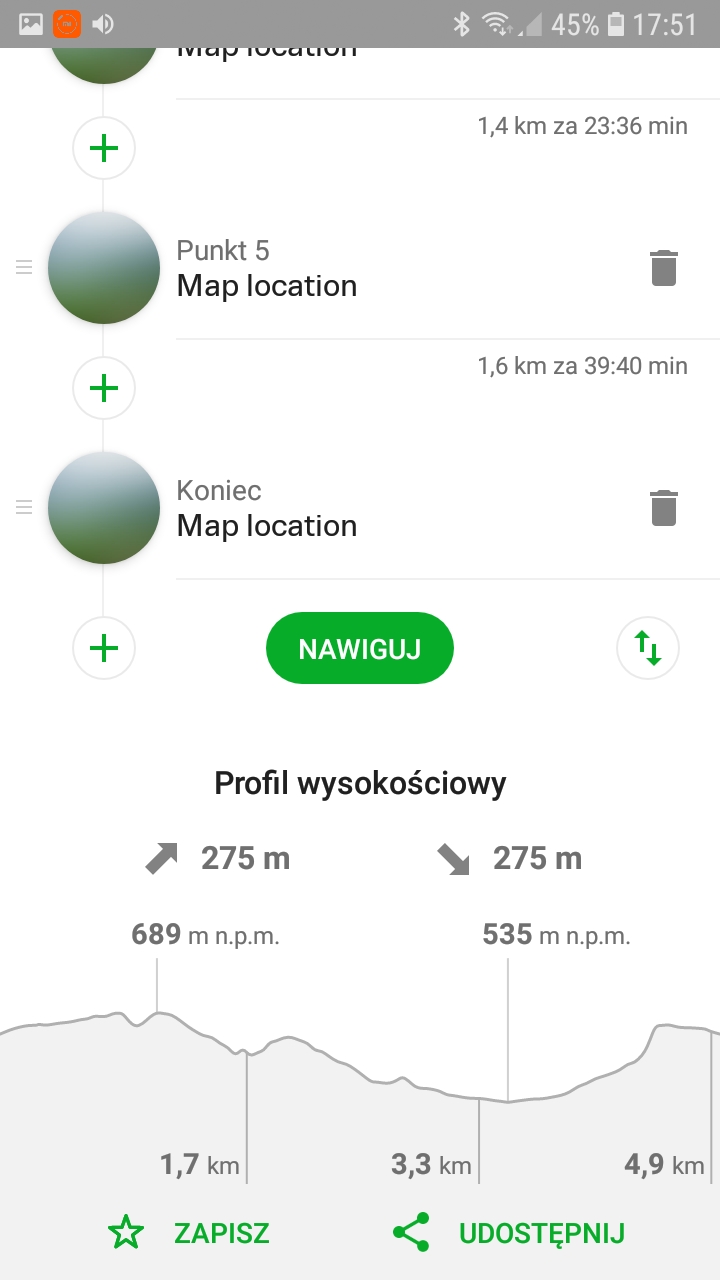 45% 17:51
Map location
1,4 km za 23:36 min
Punkt 5
Map location
1,6 km za 39:40 min
Koniec
Map location
NAWIGUJ
Profil wysokościowy
275 m 275 m
689 m n.p.m. 535 m n.p.m.
1,7 km 3,3 km 4,9 km
ZAPISZ UDOSTĘPNIJ